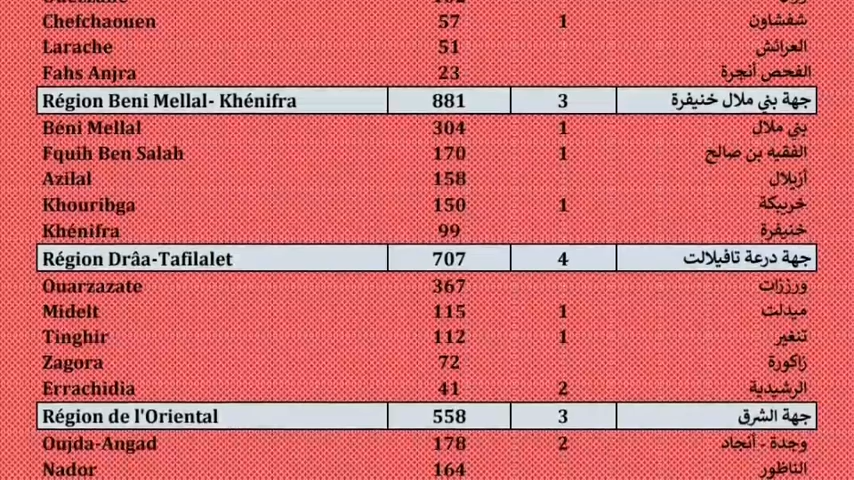 Chefchaouen 57 1 شفشاون
Larache 51 العرائش
Fahs Anjra 23 الفحص أنجرة
Région Beni Mellal- Khénifra 881 3 جهة بني ملال خنيفرة
Béni Mellal 304 1 بني ملال
Fquih Ben Salah 170 1 الفقيه بن صالح
Azilal 158 أزيلال
Khouribga 150 1 خريبكة
Khénifra 99 خنيفرة
Région Drâa-Tafilalet 707 4 جهة درعة تافيلالت
Ouarzazate 367 ورززات
Midelt 115 1 ميدلت
Tinghir 112 1 تنغير
Zagora 72 زاكورة
Errachidia 41 2 الرشيدية
Région de l'Oriental 558 3 جهة الشرق
Oujda-Angad 178 2 وجدة - أنجاد
Nador 164 الناظور